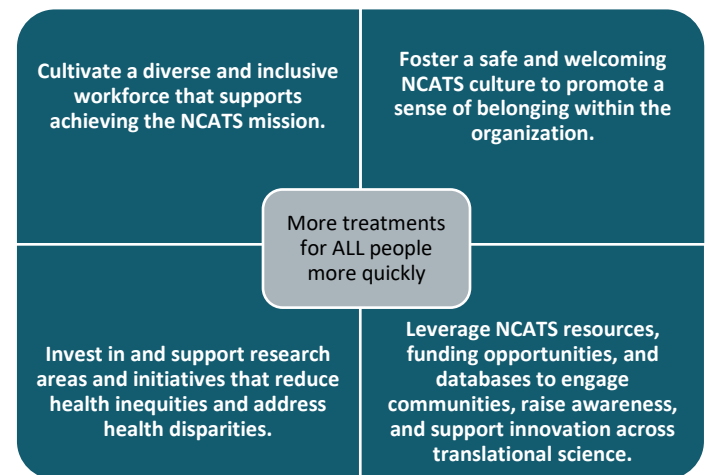 Cultivate a diverse and inclusive
workforce that supports
achieving the NCATS mission.
Foster a safe and welcoming
NCATS culture to promote a
sense of belonging within the
organization.
More treatments
for ALL people
more quickly
Invest in and support research
areas and initiatives that reduce
health inequities and address
health disparities.
Leverage NCATS resources,
funding opportunities, and
databases to engage
communities, raise awareness,
and support innovation across
translational science.